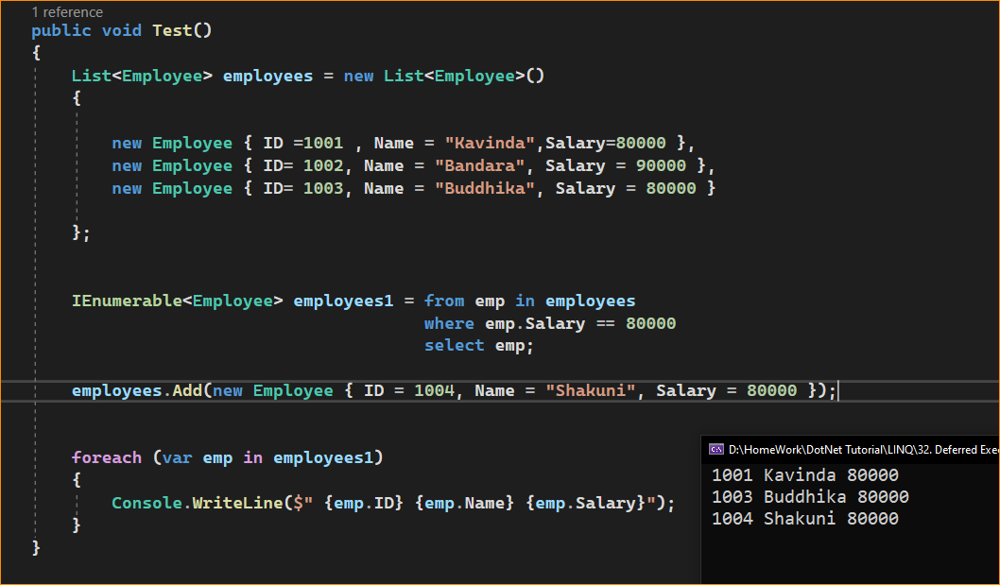 1 reference
public void Test()
{
List<Employee> employees = new List<Employee>()
{
new Employee { ID =1001 , Name = "Kavinda",Salary=80000 },
new Employee { ID= 1002, Name = "Bandara", Salary = 90000 },
new Employee { ID= 1003, Name = "Buddhika", Salary = 80000 }
};
IEnumerable<Employee> employees1 = from emp in employees
where emp.Salary == 80000
select emp;
employees.Add(new Employee { ID = 1004, Name = "Shakuni", Salary = 80000 });
foreach (var emp in employees1)
{
Console.WriteLine($" {emp.ID} {emp.Name} {emp.Salary}");
}
}
D:\HomeWork\DotNet Tutorial\LINQ\32. Deferred Exe
1001 Kavinda 80000
1003 Buddhika 80000
1004 Shakuni 80000